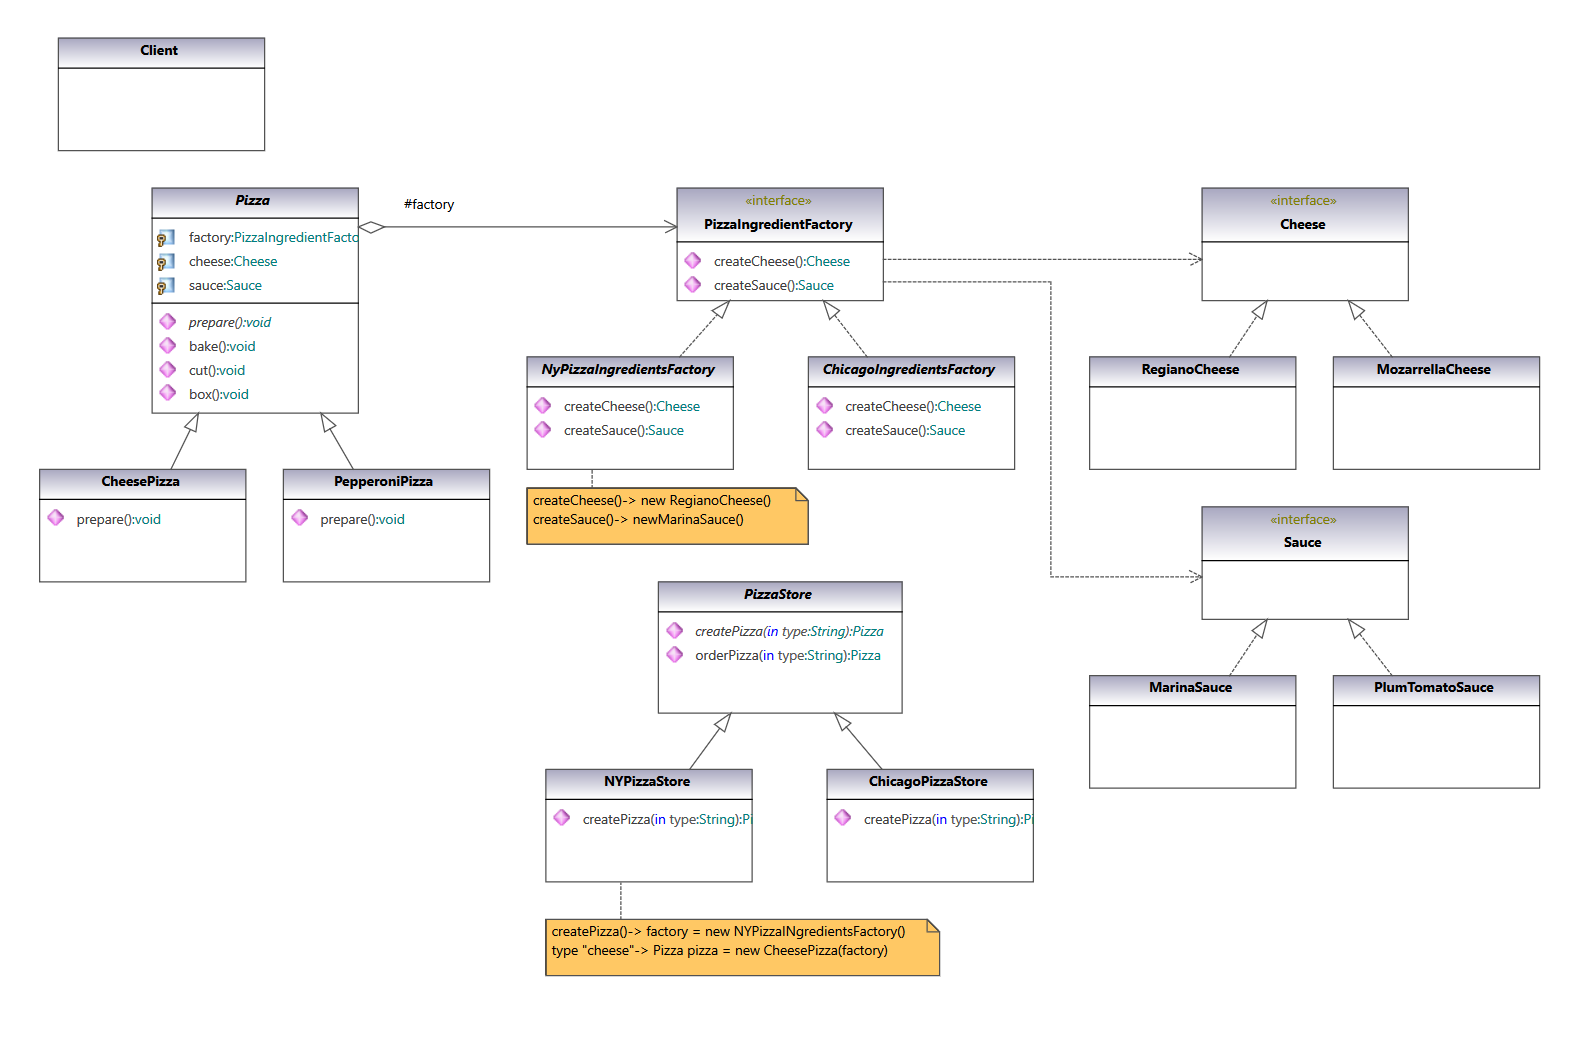 Client
Pizza
factory:PizzaIngredientFacto
cheese:Cheese
sauce:Sauce
prepare():void
bake():void
cut():void
box():void
#factory
«interface»
PizzaIngredientFactory
createCheese():Cheese
createSauce():Sauce
«interface»
Cheese
NyPizzaIngredientsFactory
createCheese():Cheese
createSauce():Sauce
ChicagoIngredientsFactory
createCheese():Cheese
createSauce():Sauce
RegianoCheese
MozarrellaCheese
CheesePizza
prepare():void
PepperoniPizza
prepare():void
createCheese()-> new RegianoCheese()
createSauce()-> newMarinaSauce()
«interface»
Sauce
PizzaStore
createPizza(in type:String):Pizza
orderPizza(in type:String):Pizza
MarinaSauce
PlumTomatoSauce
NYPizzaStore
createPizza(in type:String):Pi
ChicagoPizzaStore
createPizza(in type:String):Pi
createPizza()-> factory = new NYPizzaINgredientsFactory()
type "cheese"-> Pizza pizza = new CheesePizza(factory)